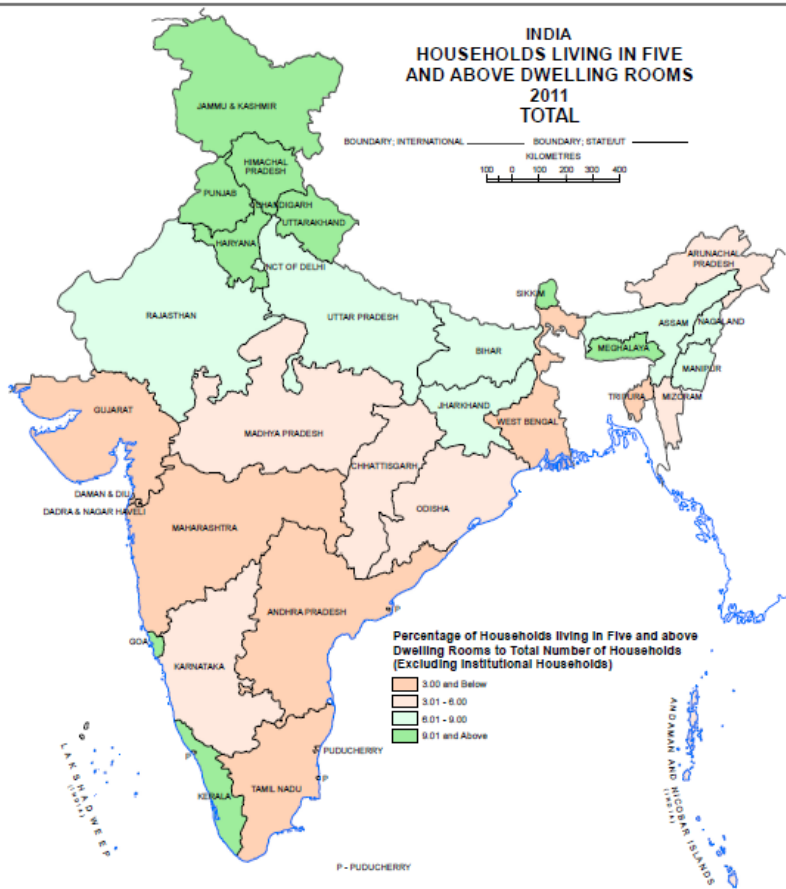 INDIA
HOUSEHOLDS LIVING IN FIVE
AND ABOVE DWELLING ROOMS
2011
TOTAL
BOUNDARY; INTERNATIONAL
BOUNDARY; STATE/UT
KILOMETRES
100 0 100 200 300 400
JAMMU & KASHMIR
HIMACHAL
PRADESH
PUNJAB
CHANDIGARH
UTTARAKHAND
HARYANA
NCT OF DELHI
ARUNACHAL
PRADESH
SIKKIM
RAJASTHAN
UTTAR PRADESH
ASSAM
NAGALAND
BIHAR
MEGHALAYA
MANIPUR
TRIPURA
MIZORAM
JHARKHAND
GUJARAT
WEST BENGAL
MADHYA PRADESH
CHHATTISGARH
DAMAN & DIU
DADRA & NAGAR HAVELI
ODISHA
MAHARASHTRA
ANDHRA PRADESH
P
GOA
KARNATAKA
Percentage of Households living in Five and above
Dwelling Rooms to Total Number of Households
(Excluding Institutional Households)
3.00 and Below
3.01 - 6.00
6.01 - 9.00
9.01 and Above
LAKSHADWEEP
(INDIA)
P
PUDUCHERRY
P
KERALA
TAMIL NADU
ANDAMAN AND NICOBAR ISLANDS
(INDIA)
P - PUDUCHERRY